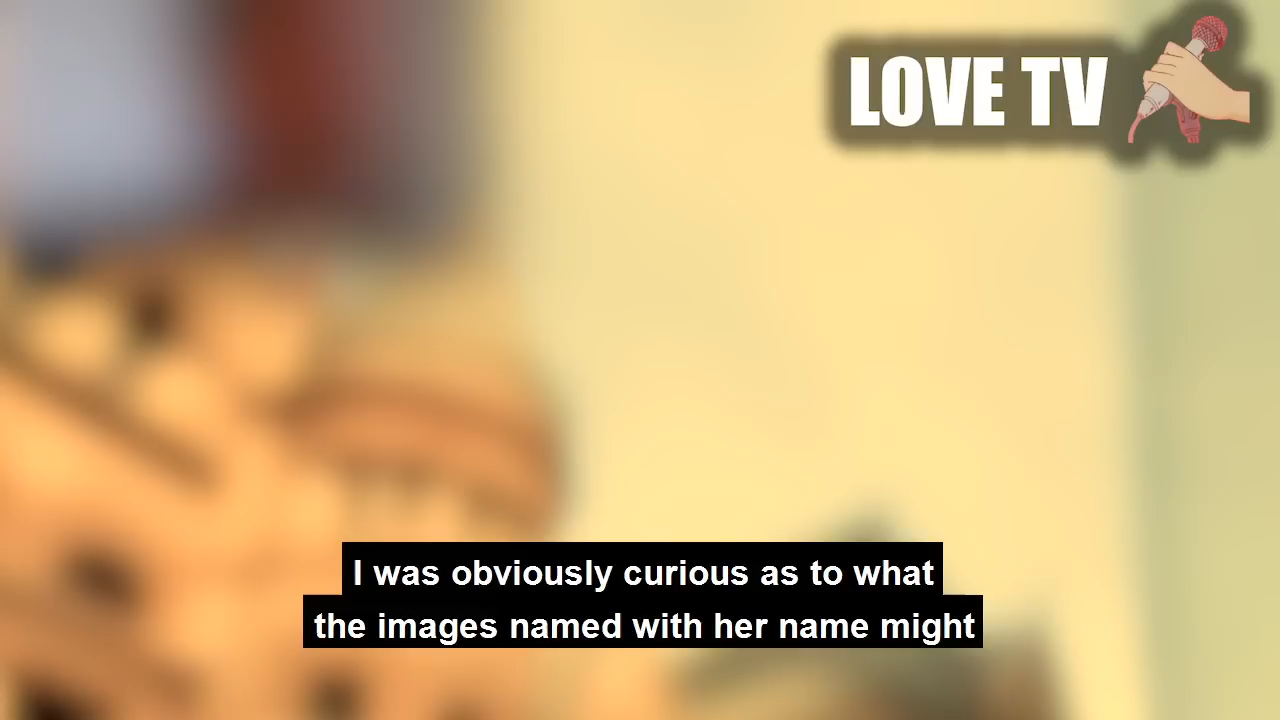 LOVE TV
I was obviously curious as to what
the images named with her name might